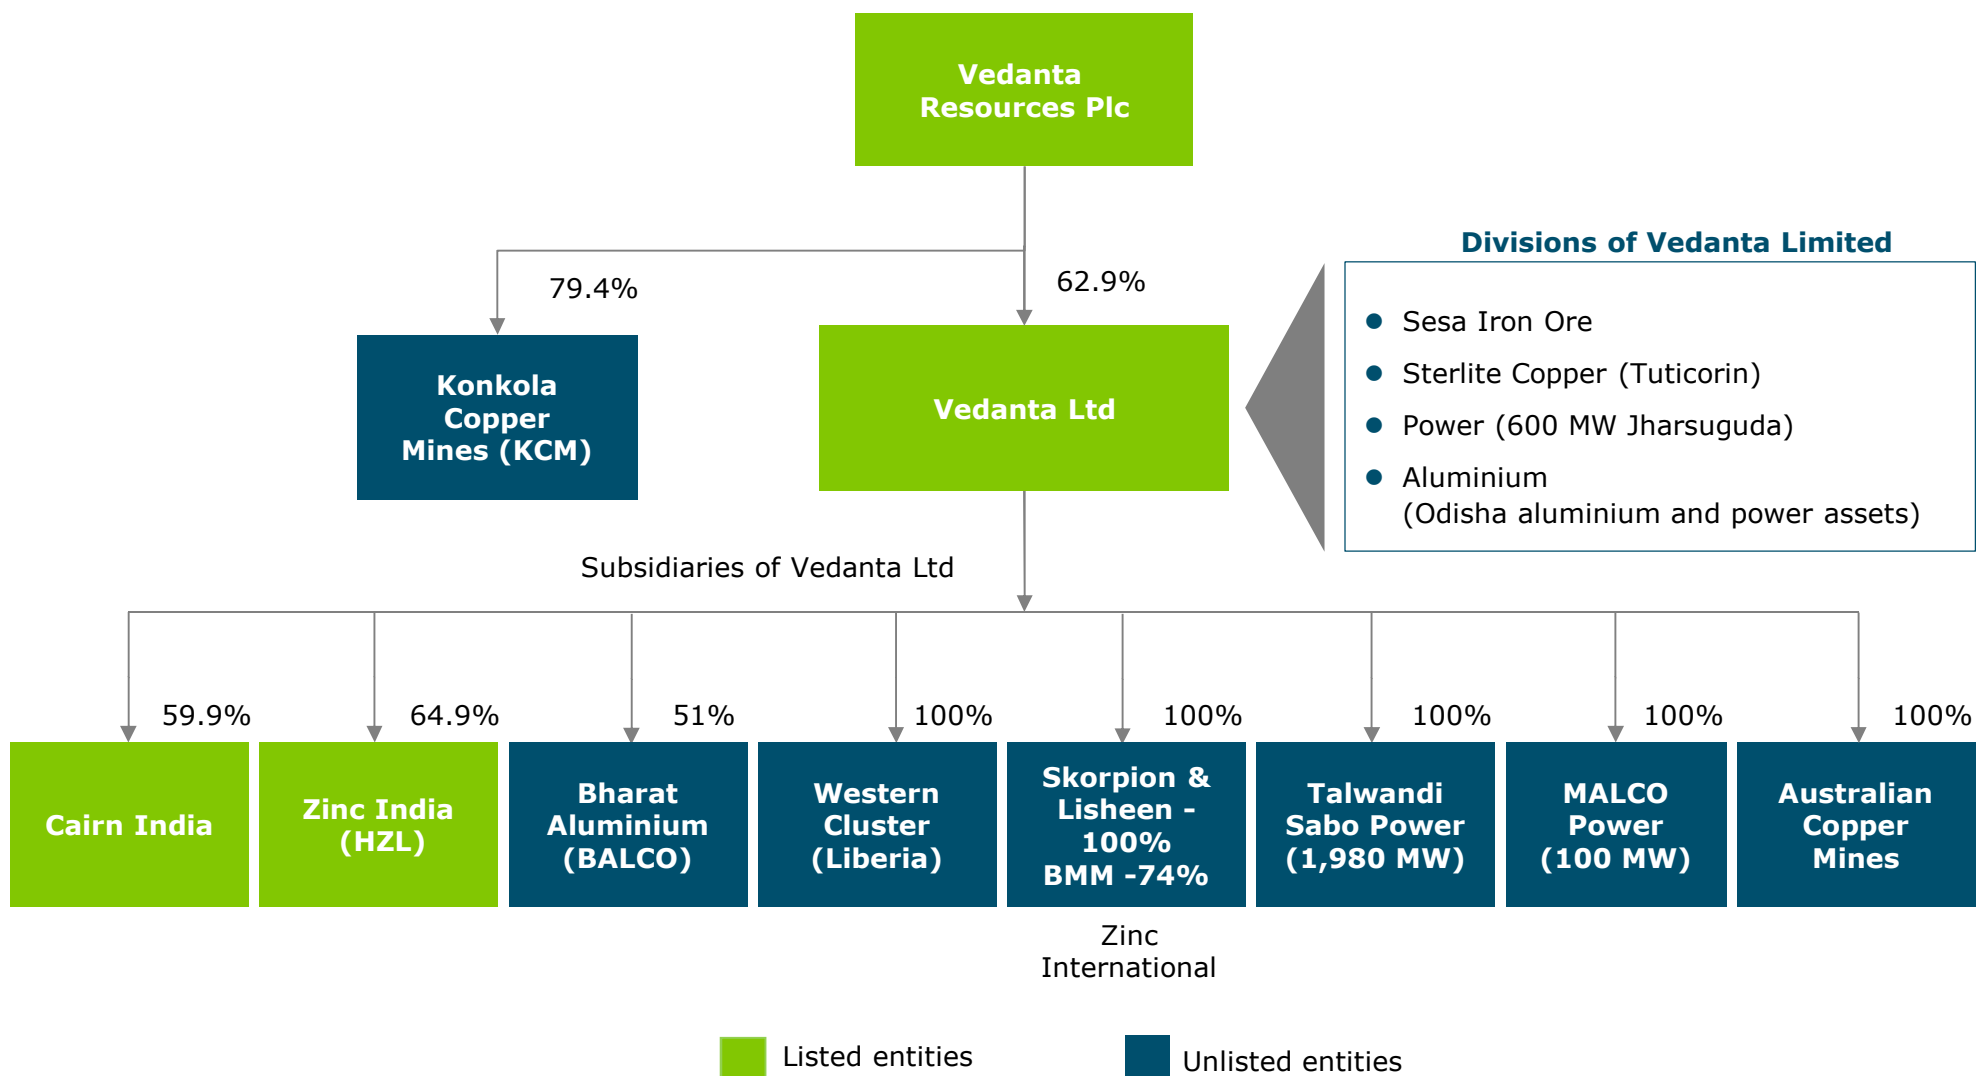 Vedanta
Resources Plc
Divisions of Vedanta Limited
79.4%
62.9%
Konkola
Copper
Mines (KCM)
Vedanta Ltd
Sesa Iron Ore
Sterlite Copper (Tuticorin)
Power (600 MW Jharsuguda)
Aluminium
(Odisha aluminium and power assets)
Subsidiaries of Vedanta Ltd
59.9%
64.9%
51%
100%
100%
100%
100%
100%
Cairn India
Zinc India
(HZL)
Bharat
Aluminium
(BALCO)
Western
Cluster
(Liberia)
Skorpion &
Lisheen -
100%
BMM -74%
Talwandi
Sabo Power
(1,980 MW)
MALCO
Power
(100 MW)
Australian
Copper
Mines
Zinc
International
Listed entities
Unlisted entities